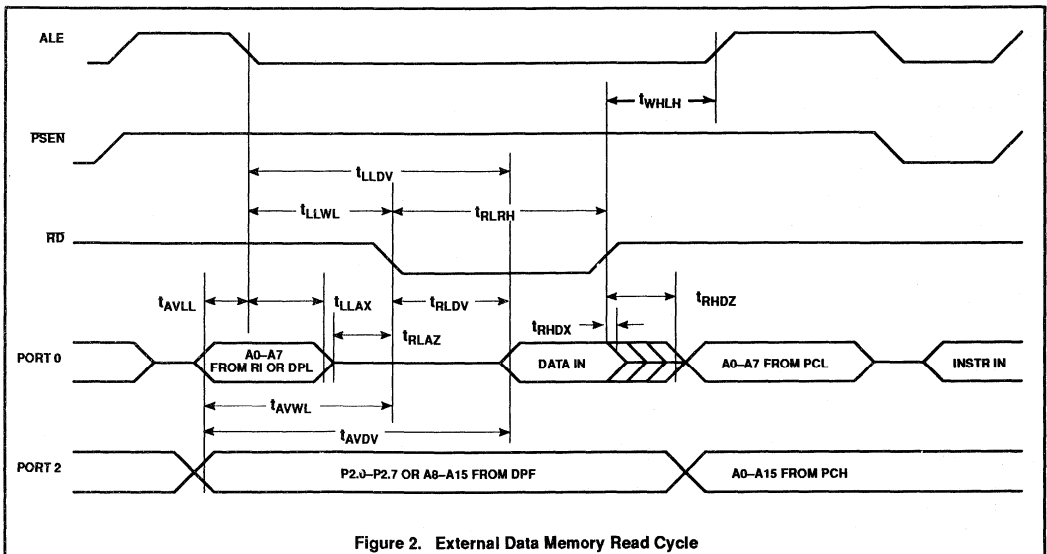 ALE
tWHLH
PSEN
tLLDV
tLLWL
tRLRH
RD
tAVLL
tLLAX
tRLDV
tRHDZ
tRLAZ
tRHDX
PORT 0
A0–A7
FROM RI OR DPL
DATA IN
A0–A7 FROM PCL
INSTR IN
tAVWL
tAVDV
PORT 2
P2.0–P2.7 OR A8–A15 FROM DPF
A0–A15 FROM PCH
Figure 2. External Data Memory Read Cycle